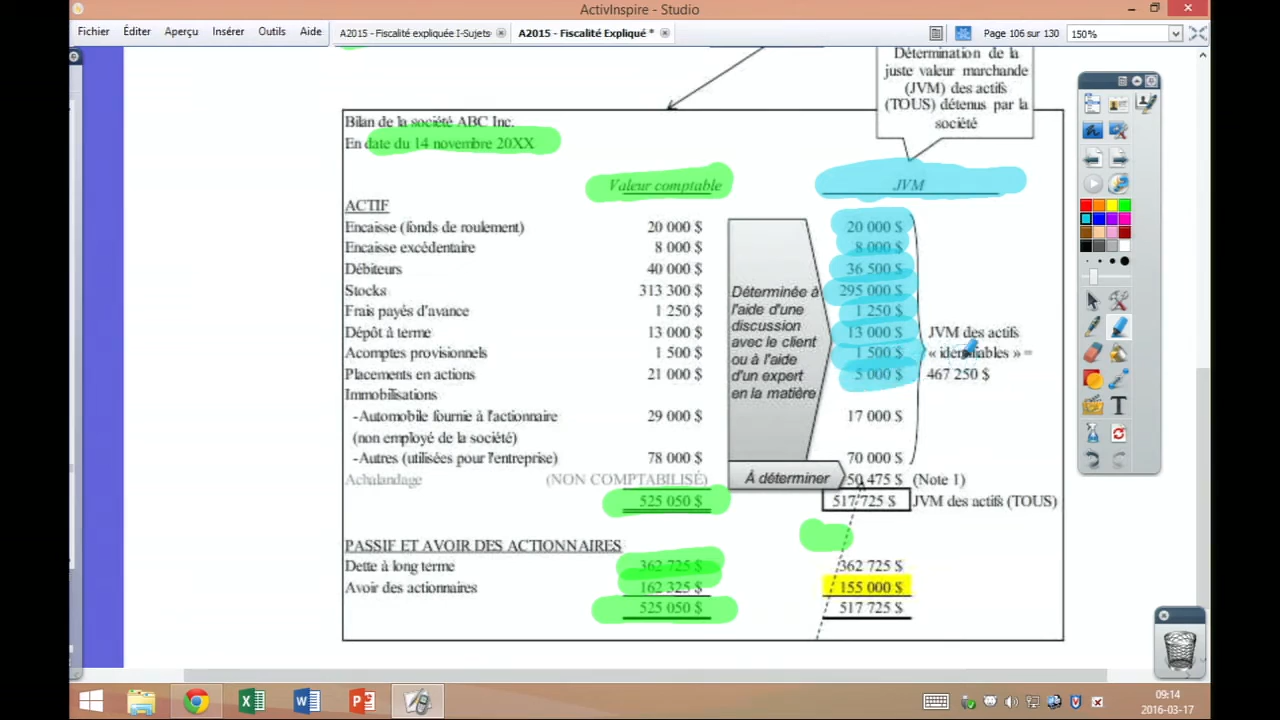 ActivInspire - Studio
Fichier Éditer Aperçu Insérer Outils Aide A2015 - Fiscalité expliquée I-Sujets A2015 - Fiscalité Expliqué * Page 106 sur 130 150%
Détermination de la
juste valeur marchande
(JVM) des actifs
(TOUS) détenus par la
société
Bilan de la société ABC Inc.
En date du 14 novembre 20XX
Valeur comptable JVM
ACTIF
Encaisse (fonds de roulement) 20 000 $ 20 000 $
Encaisse excédentaire 8 000 $ 8 000 $
Débiteurs 40 000 $ 36 500 $
Stocks 313 300 $ 295 000 $
Frais payés d'avance 1 250 $ 1 250 $
Dépôt à terme 13 000 $ 13 000 $
Acomptes provisionnels 1 500 $ 1 500 $
Placements en actions 21 000 $ 5 000 $
Immobilisations
-Automobile fournie à l'actionnaire 29 000 $ 17 000 $
(non employé de la société)
-Autres (utilisées pour l'entreprise) 78 000 $ 70 000 $
Achalandage (NON COMPTABILISÉ) 50 475 $ (Note 1)
525 050 $ 517 725 $ JVM des actifs (TOUS)
Déterminée à
l'aide d'une
discussion
avec le client
ou à l'aide
d'un expert
en la matière
À déterminer
JVM des actifs
« identifiables » =
467 250 $
PASSIF ET AVOIR DES ACTIONNAIRES
Dette à long terme 362 725 $ 362 725 $
Avoir des actionnaires 162 325 $ 155 000 $
525 050 $ 517 725 $
09:14
2016-03-17